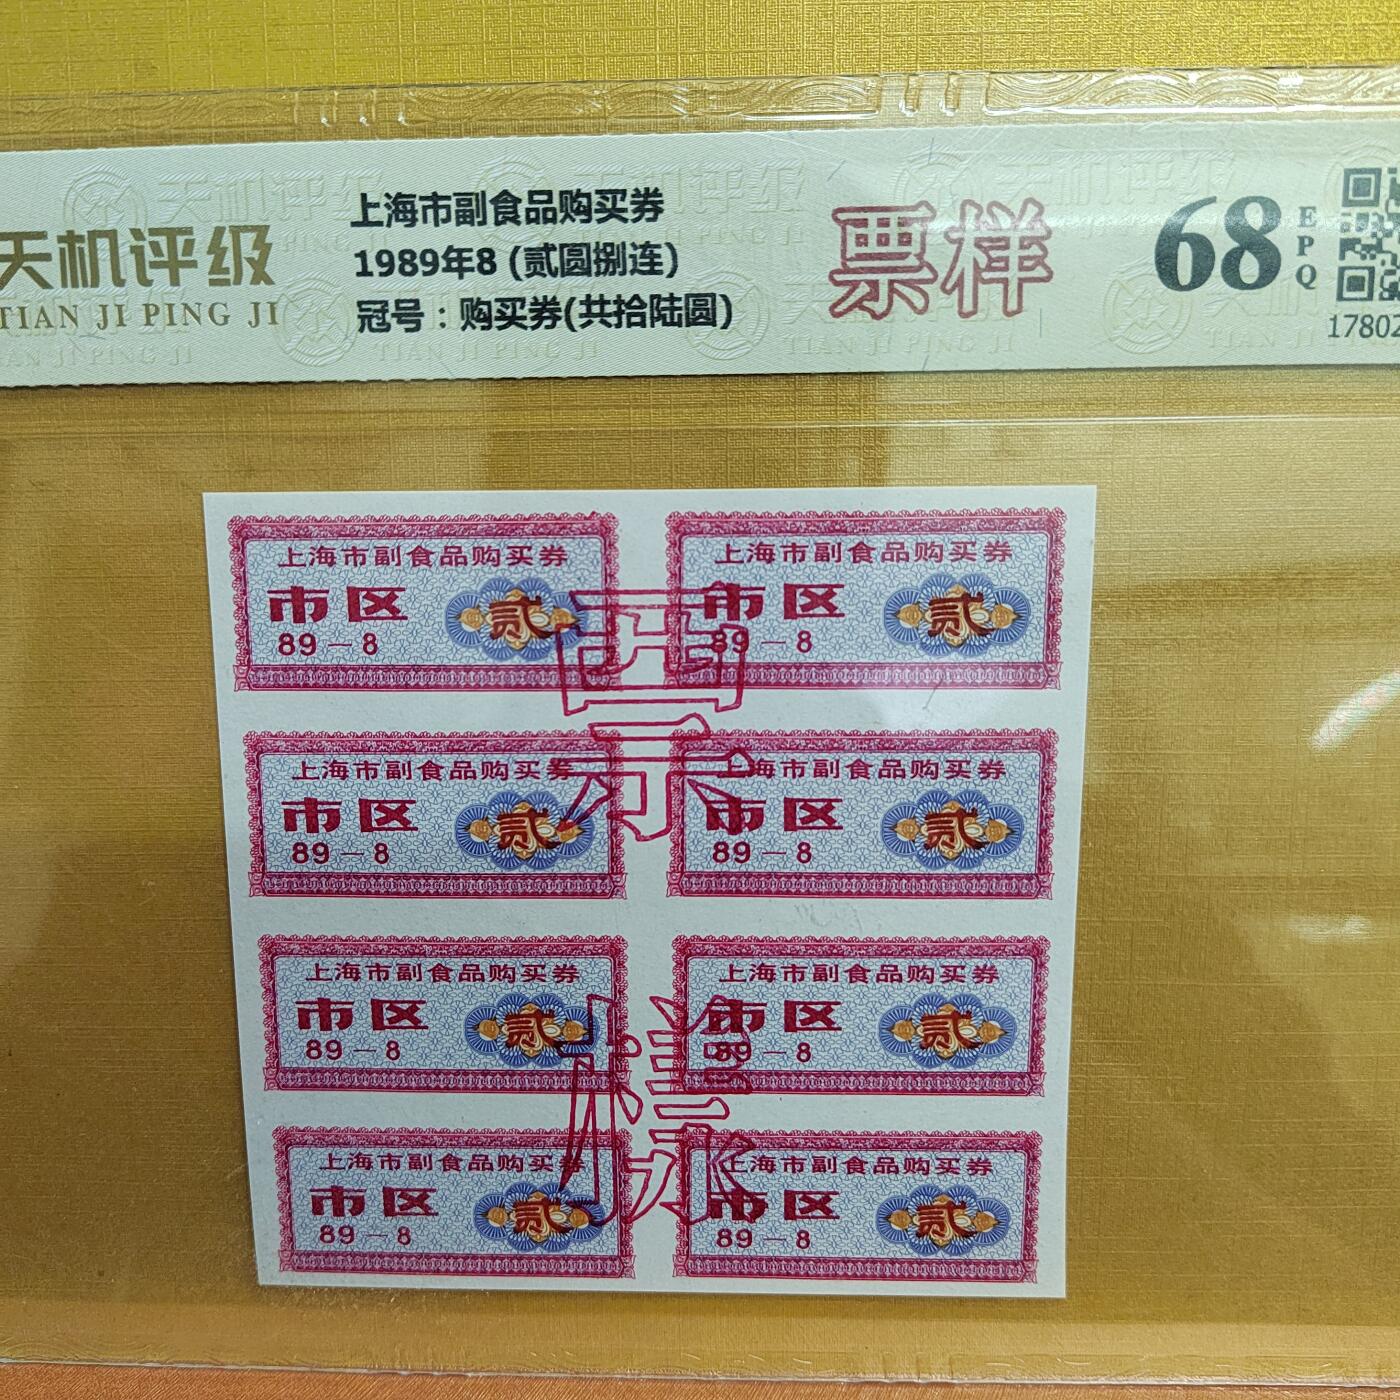 天机评级
TIAN JI PING JI
上海市副食品购买券
1989年8 (贰圆捌连)
冠号：购买券(共拾陆圆)
票样
68
EPQ
17802
上海市副食品购买券
市区
89－8
贰
上海市副食品购买券
市区
89－8
贰
上海市副食品购买券
市区
89－8
贰
上海市副食品购买券
市区
89－8
贰
上海市副食品购买券
市区
89－8
贰
上海市副食品购买券
市区
89－8
贰
上海市副食品购买券
市区
89－8
贰
上海市副食品购买券
市区
89－8
贰
票樣